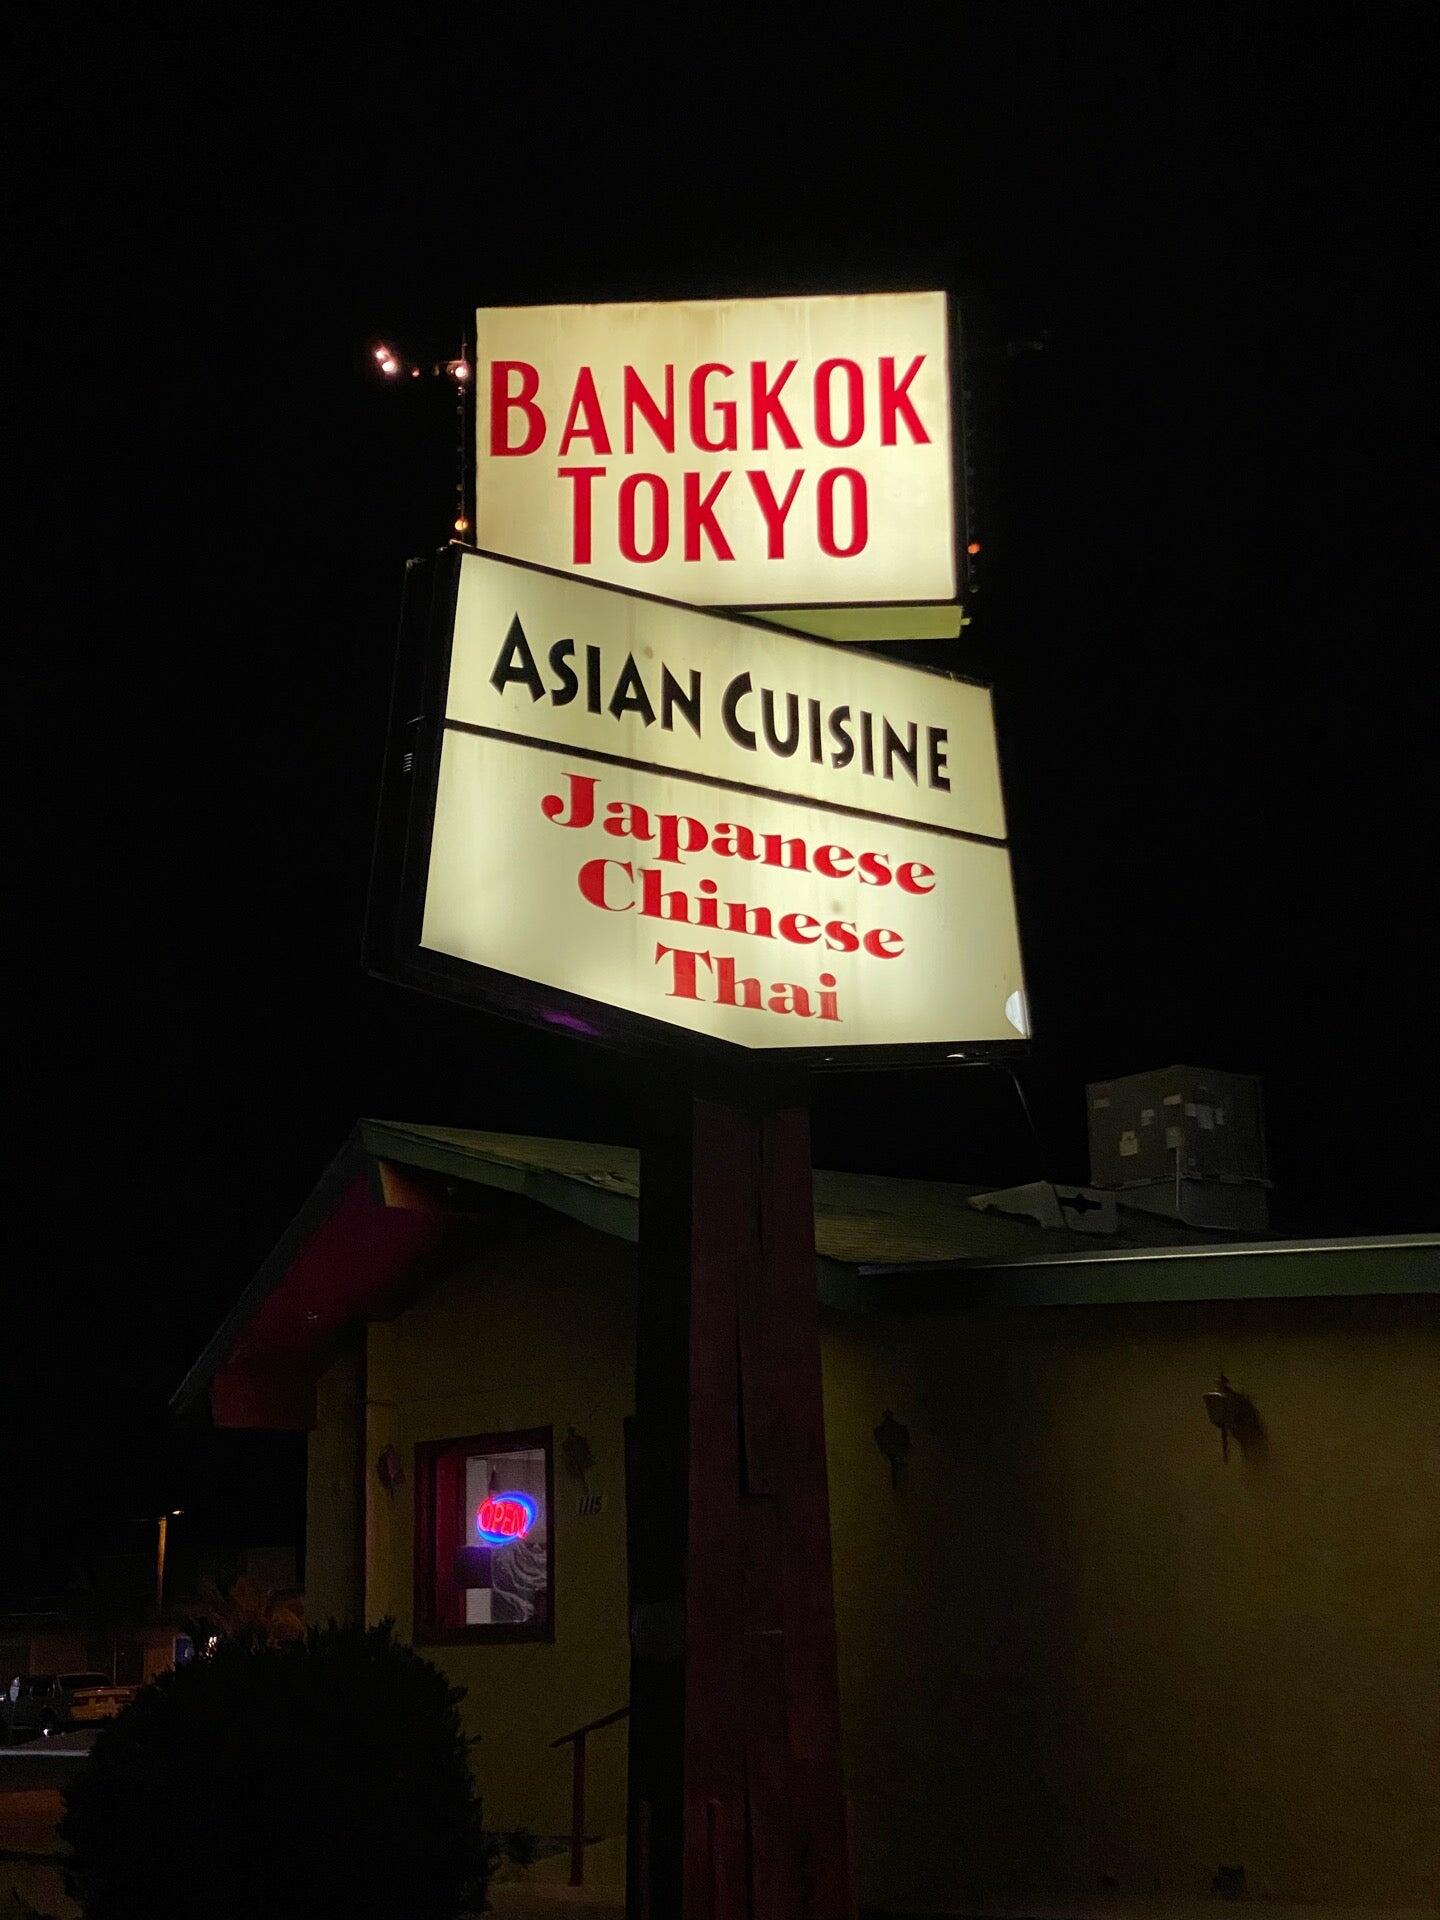 BANGKOK
TOKYO
ASIAN CUISINE
Japanese
Chinese
Thai
OPEN
1115